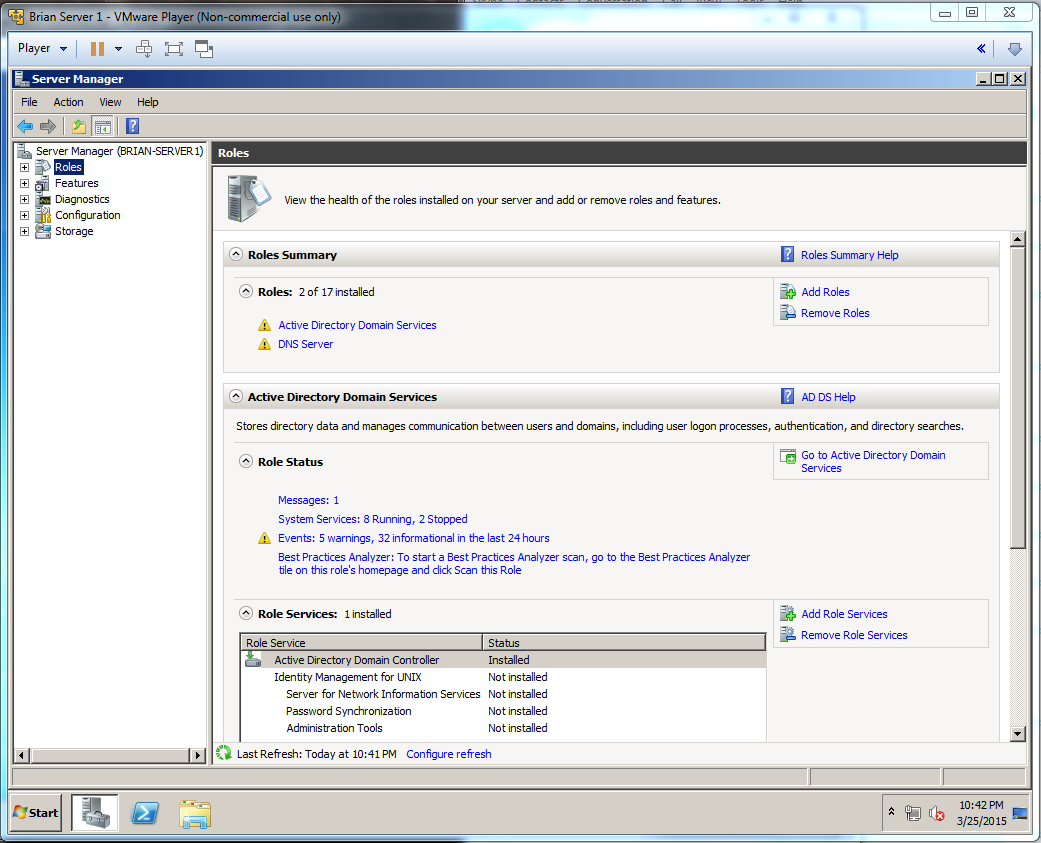 Brian Server 1 - VMware Player (Non-commercial use only)
Player
Server Manager
File Action View Help
Server Manager (BRIAN-SERVER1)
Roles
Features
Diagnostics
Configuration
Storage
Roles
View the health of the roles installed on your server and add or remove roles and features.
Roles Summary
Roles Summary Help
Roles: 2 of 17 installed
Add Roles
Remove Roles
Active Directory Domain Services
DNS Server
Active Directory Domain Services
AD DS Help
Stores directory data and manages communication between users and domains, including user logon processes, authentication, and directory searches.
Role Status
Go to Active Directory Domain
Services
Messages: 1
System Services: 8 Running, 2 Stopped
Events: 5 warnings, 32 informational in the last 24 hours
Best Practices Analyzer: To start a Best Practices Analyzer scan, go to the Best Practices Analyzer
tile on this role's homepage and click Scan this Role
Role Services: 1 installed
Add Role Services
Remove Role Services
Role Service Status
Active Directory Domain Controller Installed
Identity Management for UNIX Not installed
Server for Network Information Services Not installed
Password Synchronization Not installed
Administration Tools Not installed
Last Refresh: Today at 10:41 PM Configure refresh
Start
10:42 PM
3/25/2015